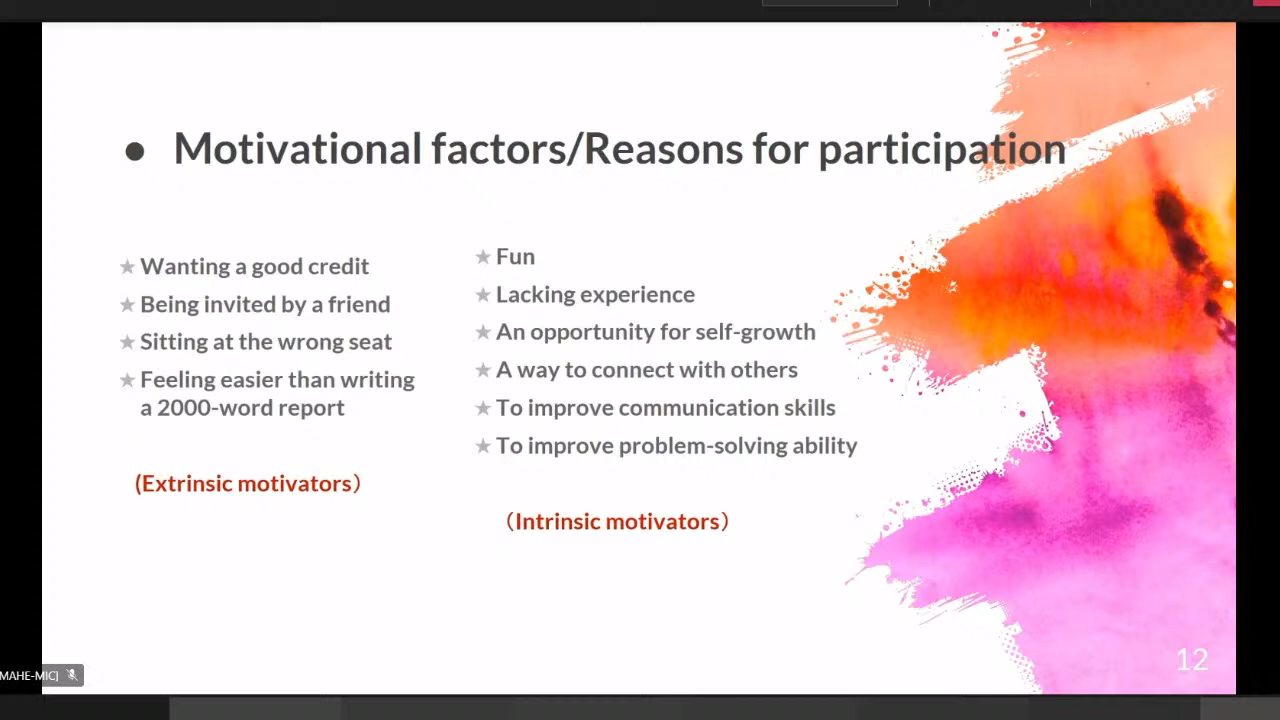 ● Motivational factors/Reasons for participation
★ Wanting a good credit
★ Being invited by a friend
★ Sitting at the wrong seat
★ Feeling easier than writing
a 2000-word report
(Extrinsic motivators）
★ Fun
★ Lacking experience
★ An opportunity for self-growth
★ A way to connect with others
★ To improve communication skills
★ To improve problem-solving ability
（Intrinsic motivators）
12
MAHE-MIC]